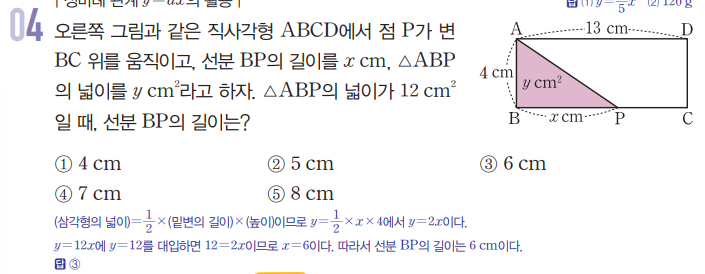 (1) y=  x (2) 120 g
04 오른쪽 그림과 같은 직사각형 ABCD에서 점 P가 변
BC 위를 움직이고, 선분 BP의 길이를 x cm, △ABP
의 넓이를 y cm²라고 하자. △ABP의 넓이가 12 cm²
일 때, 선분 BP의 길이는?
A 13 cm D
4 cm
y cm²
B x cm P C
① 4 cm ② 5 cm ③ 6 cm
④ 7 cm ⑤ 8 cm
(삼각형의 넓이)=1/2×(밑변의 길이)×(높이)이므로 y=1/2×x×4에서 y=2x이다.
y=12x에 y=12를 대입하면 12=2x이므로 x=6이다. 따라서 선분 BP의 길이는 6 cm이다.
답 ③